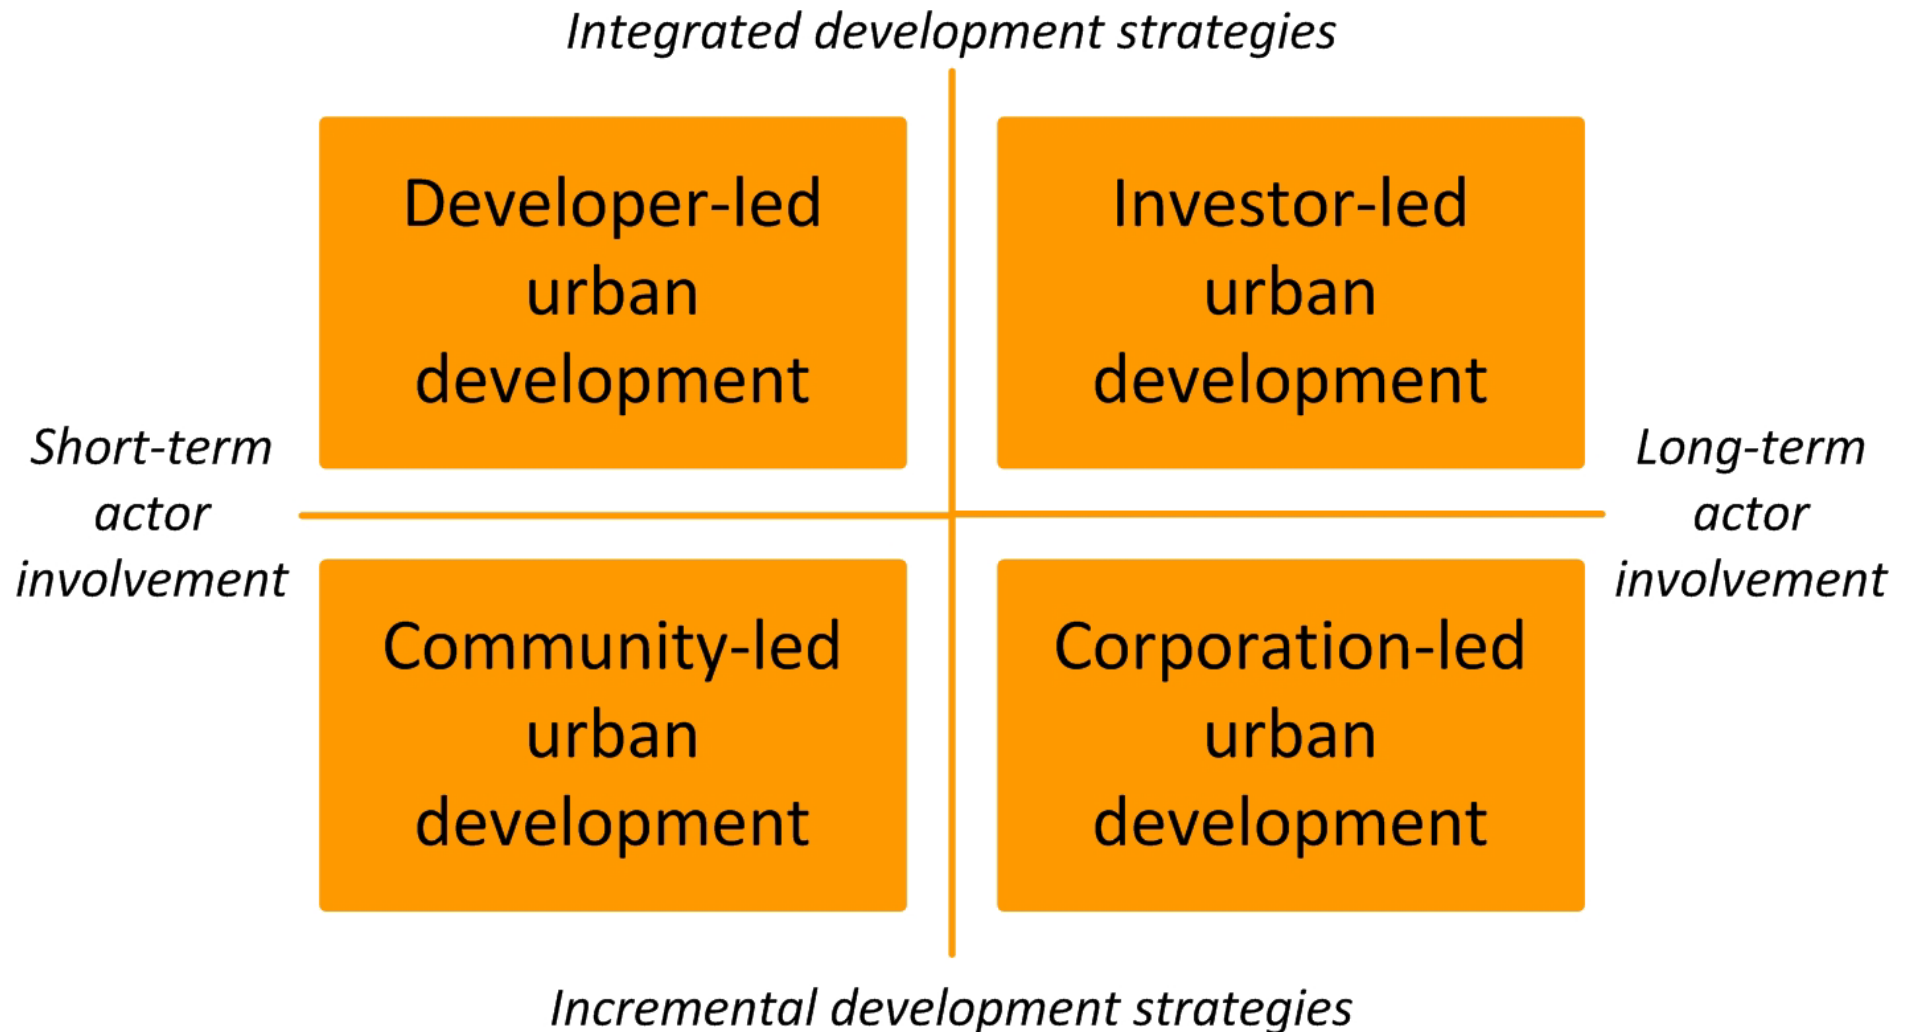 Integrated development strategies
Developer-led
urban
development
Investor-led
urban
development
Short-term
actor
involvement
Long-term
actor
involvement
Community-led
urban
development
Corporation-led
urban
development
Incremental development strategies